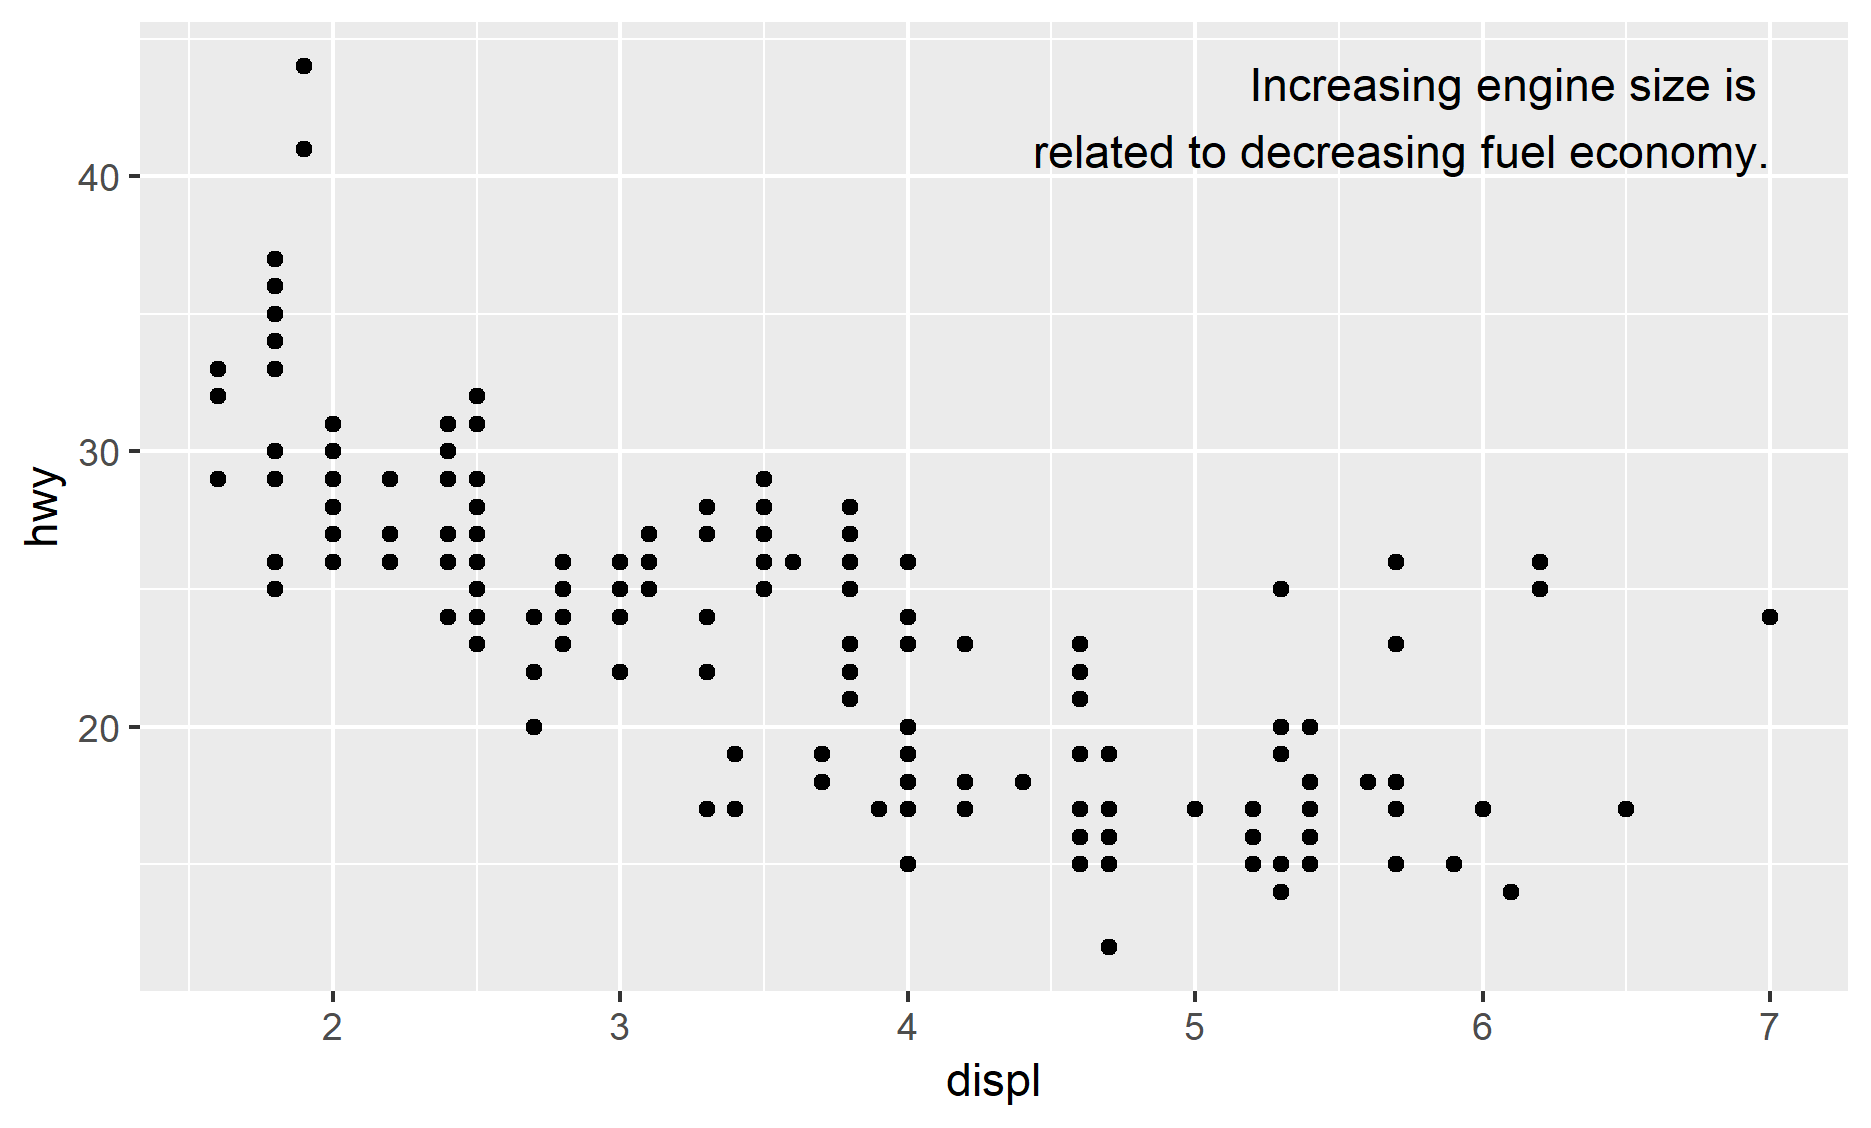 Increasing engine size is
related to decreasing fuel economy.
40
30
20
hwy
2 3 4 5 6 7
displ